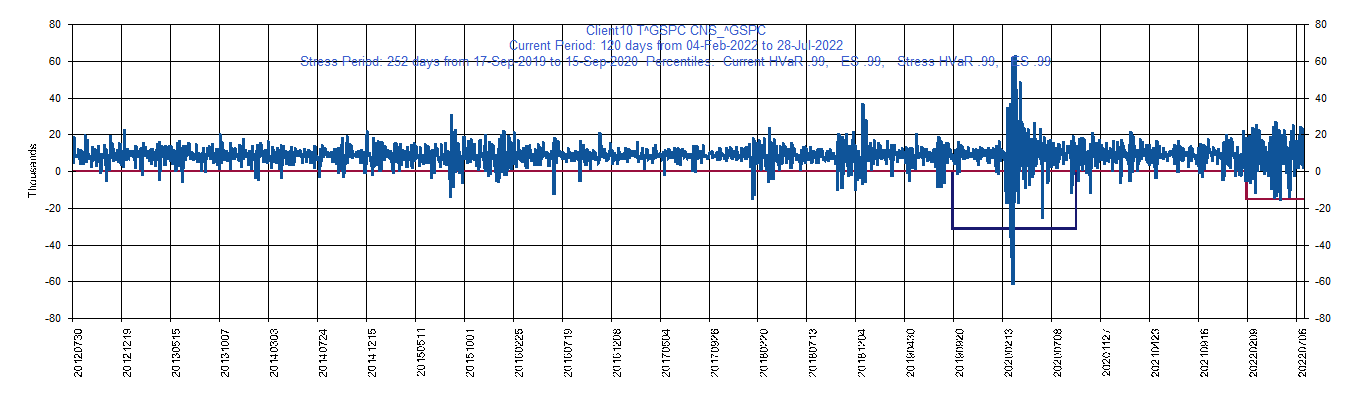 Client10 T^GSPC CNS_^GSPC
Current Period: 120 days from 04-Feb-2022 to 28-Jul-2022
Stress Period: 252 days from 17-Sep-2019 to 15-Sep-2020 Percentiles: Current HVaR .99, ES .99, Stress HVaR .99, ES .99
80 80
60 60
40 40
20 20
0 0
-20 -20
-40 -40
-60 -60
-80 -80
Thousands
20120730 20121219 20130515 20131007 20140303 20140724 20141215 20150511 20151001 20160225 20160719 20161208 20170504 20170926 20180220 20180713 20181204 20190430 20190920 20200213 20200708 20201127 20210423 20210916 20220209 20220706